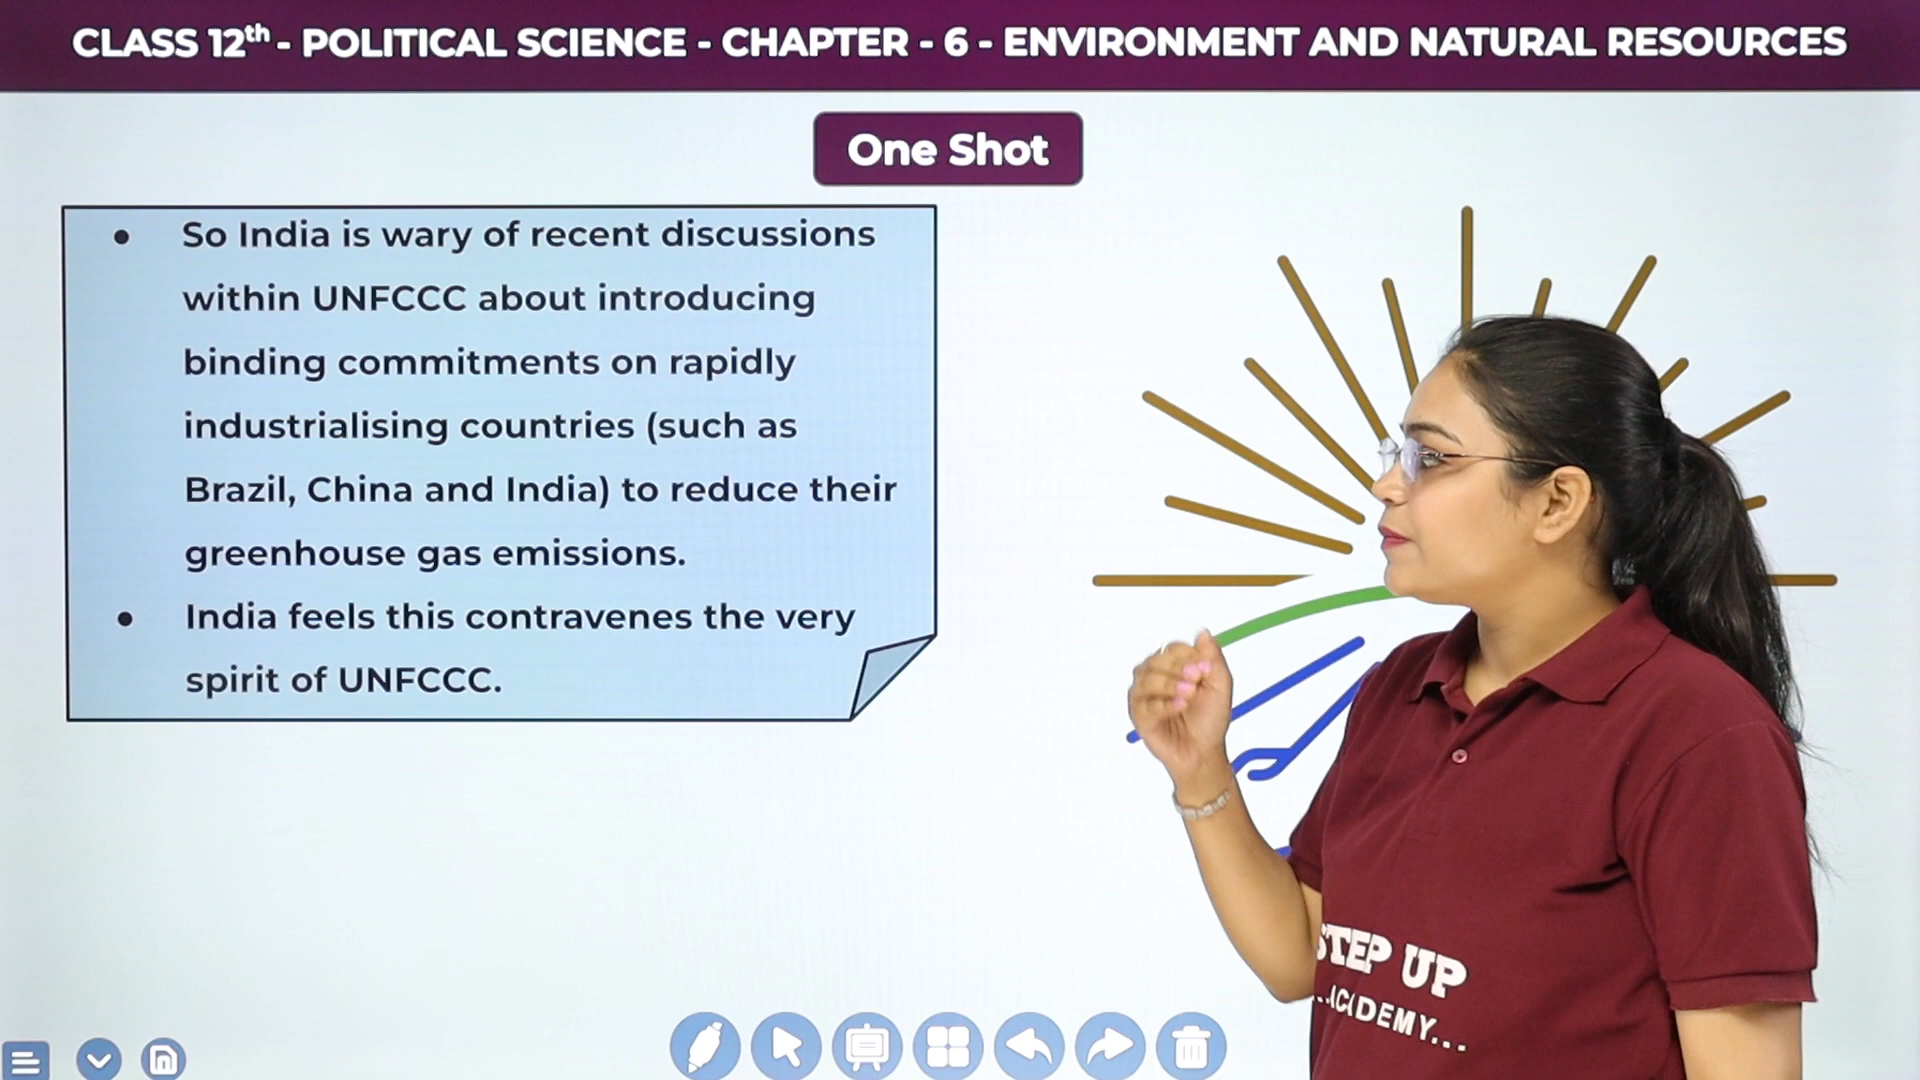 CLASS 12th - POLITICAL SCIENCE - CHAPTER - 6 - ENVIRONMENT AND NATURAL RESOURCES
One Shot
• So India is wary of recent discussions
within UNFCCC about introducing
binding commitments on rapidly
industrialising countries (such as
Brazil, China and India) to reduce their
greenhouse gas emissions.
• India feels this contravenes the very
spirit of UNFCCC.
STEP UP
...ACADEMY...